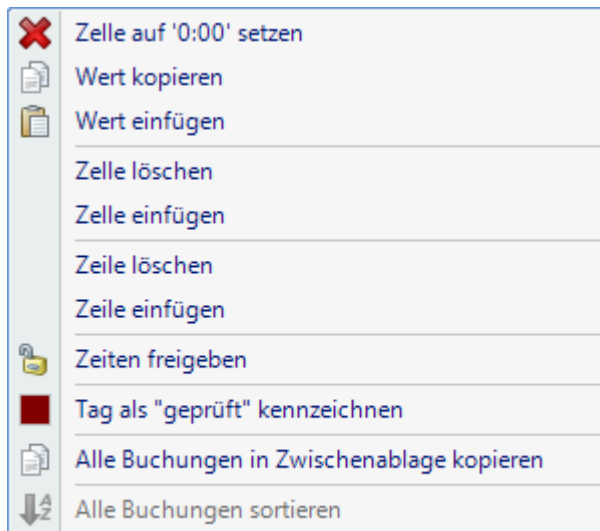 Zelle auf '0:00' setzen
Wert kopieren
Wert einfügen
Zelle löschen
Zelle einfügen
Zeile löschen
Zeile einfügen
Zeiten freigeben
Tag als "geprüft" kennzeichnen
Alle Buchungen in Zwischenablage kopieren
Alle Buchungen sortieren